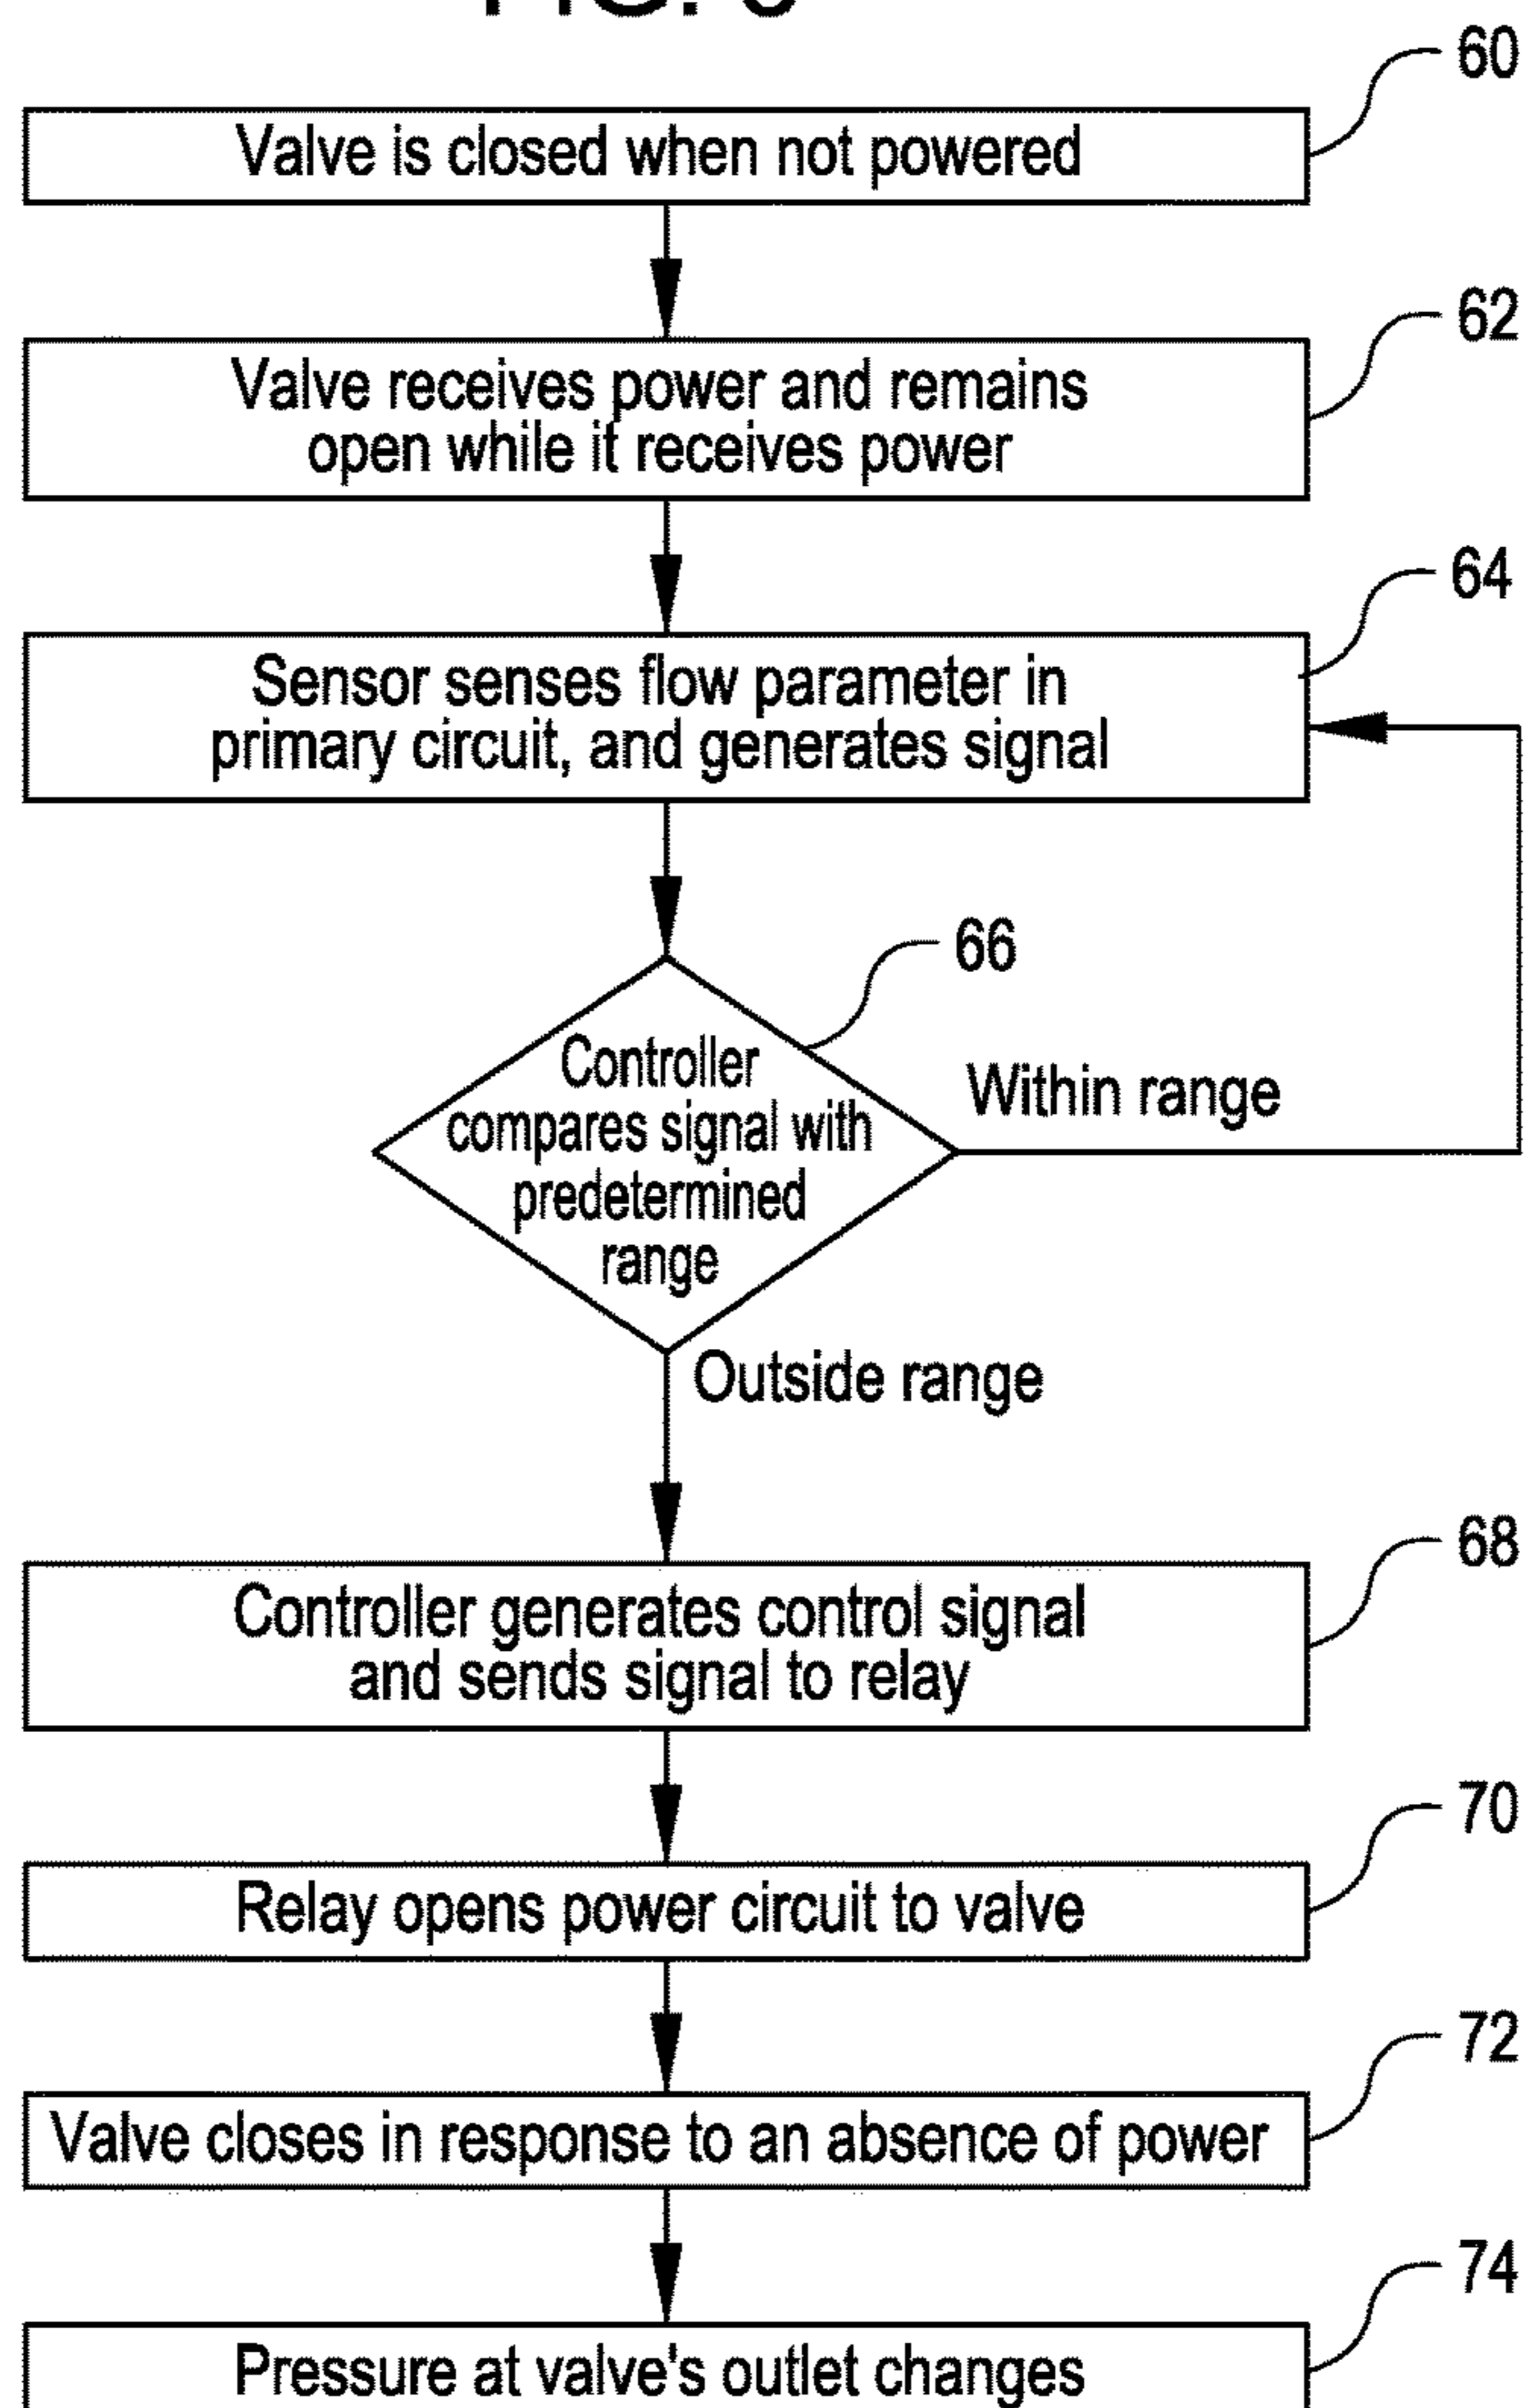 60
Valve is closed when not powered
62
Valve receives power and remains
open while it receives power
64
Sensor senses flow parameter in
primary circuit, and generates signal
66
Controller
compares signal with
predetermined
range
Within range
Outside range
68
Controller generates control signal
and sends signal to relay
70
Relay opens power circuit to valve
72
Valve closes in response to an absence of power
74
Pressure at valve's outlet changes